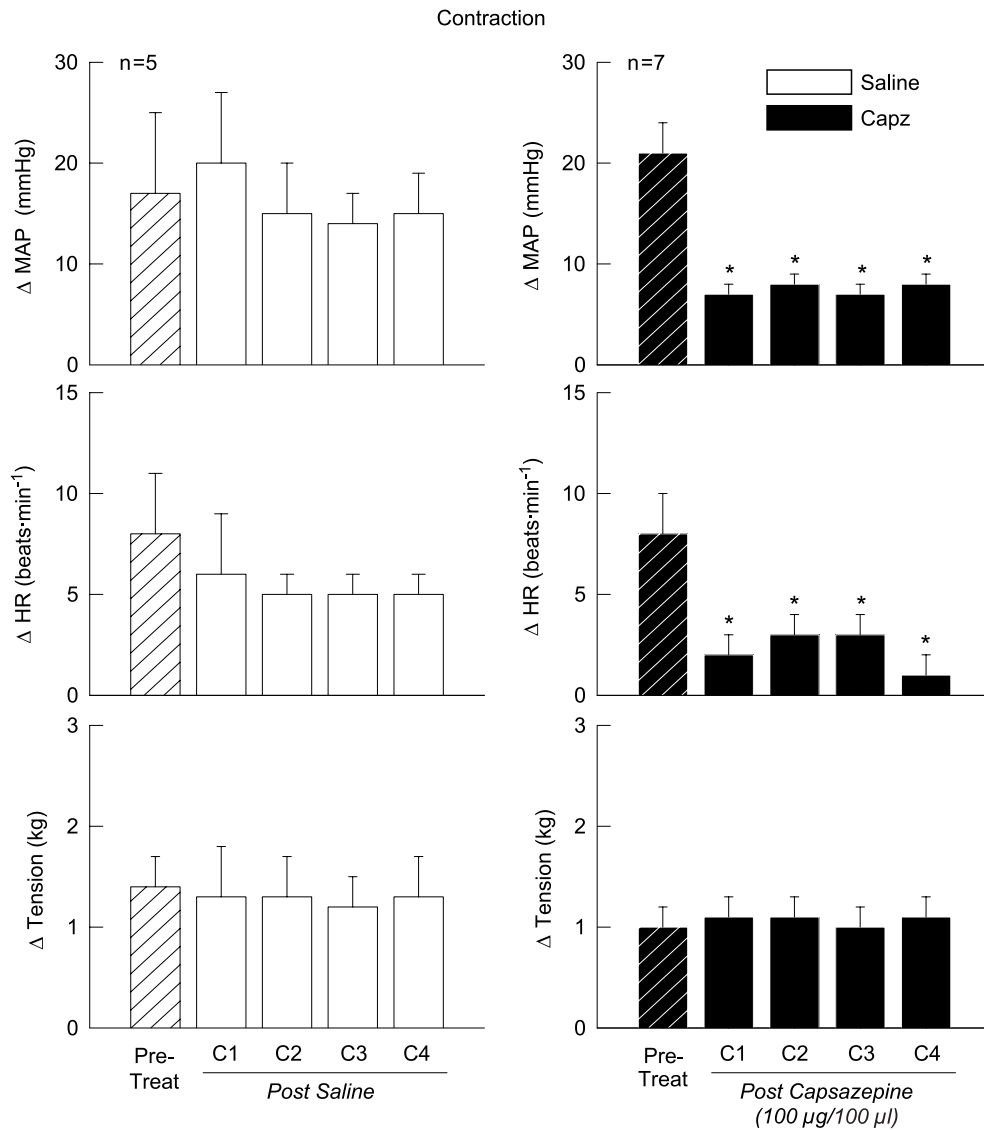 Contraction
n=5
30
20
10
0
Δ MAP (mmHg)
n=7
Saline
Capz
30
20
10
0
Δ MAP (mmHg)
* * * *
15
10
5
0
Δ HR (beats·min⁻¹)
15
10
5
0
Δ HR (beats·min⁻¹)
* * * *
3
2
1
0
Δ Tension (kg)
3
2
1
0
Δ Tension (kg)
Pre-
Treat
C1 C2 C3 C4
Post Saline
Pre-
Treat
C1 C2 C3 C4
Post Capsazepine
(100 µg/100 µl)